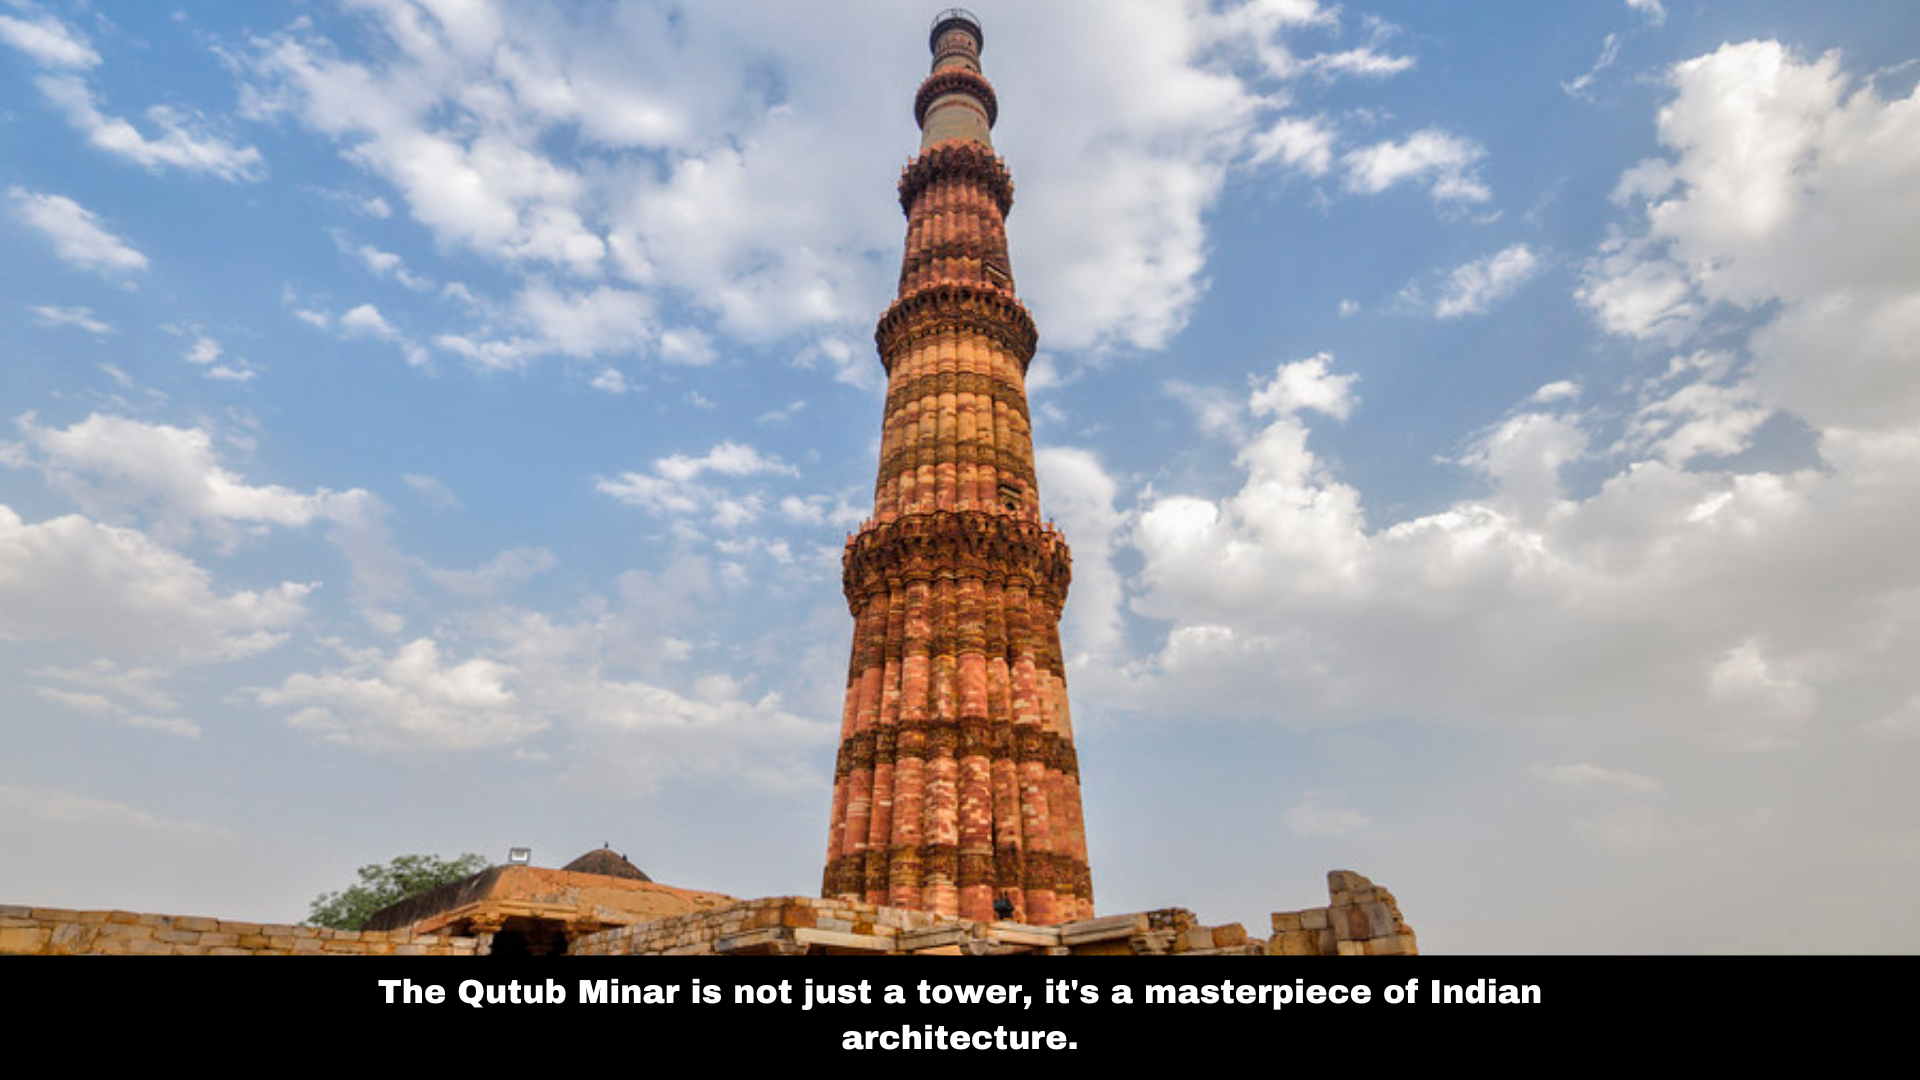 The Qutub Minar is not just a tower, it's a masterpiece of Indian
architecture.